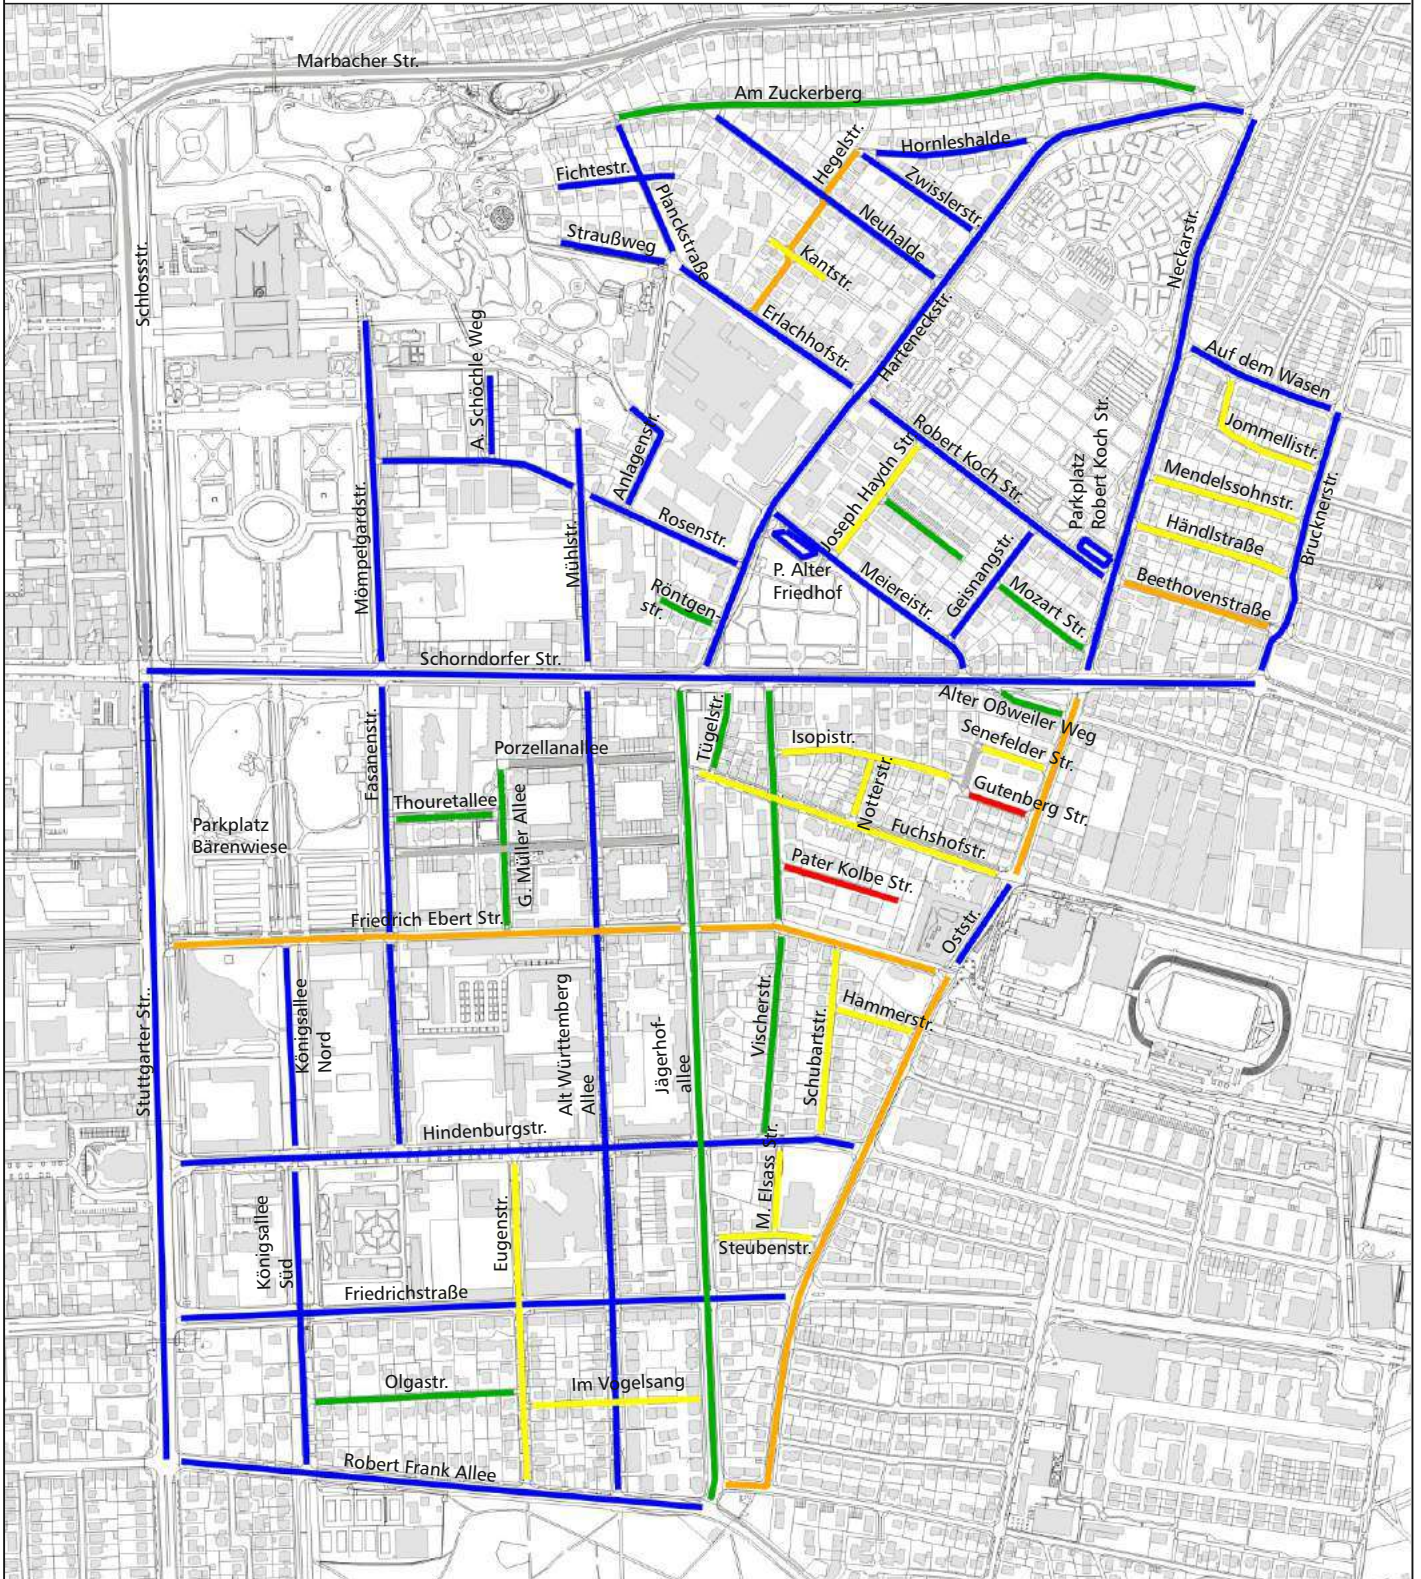 Marbacher Str.
Am Zuckerberg
Hegelstr.
Hornleshalde
Fichtestr.
Zwisslerstr.
Planckstraße
Neuhalde
Straußweg
Kantstr.
Neckarstr.
Schlossstr.
Erlachhofstr.
Harteneckstr.
A. Schöchle Weg
Auf dem Wasen
Jommellistr.
Anlagenstr.
Joseph Haydn Str.
Robert Koch Str.
Parkplatz
Robert Koch Str.
Mendelssohnstr.
Händlstraße
Brucknerstr.
Mömpelgardstr.
Mühlstr.
Rosenstr.
P. Alter
Friedhof
Meiereistr.
Geisnangstr.
Mozart Str.
Beethovenstraße
Röntgen-
str.
Schorndorfer Str.
Alter Oßweiler Weg
Tügelstr.
Fasanenstr.
Porzellanallee
Isopistr.
Senefelder Str.
Notterstr.
Gutenberg Str.
Thouretallee
G. Müller Allee
Parkplatz
Bärenwiese
Fuchshofstr.
Pater Kolbe Str.
Friedrich Ebert Str.
Oststr.
Stuttgarter Str..
Königsallee
Nord
Alt Württemberg
Allee
Jägerhof-
allee
Vischerstr.
Schubartstr.
Hammerstr.
Hindenburgstr.
M. Elsass Str.
Königsallee
Süd
Eugenstr.
Steubenstr.
Friedrichstraße
Olgastr.
Im Vogelsang
Robert Frank Allee